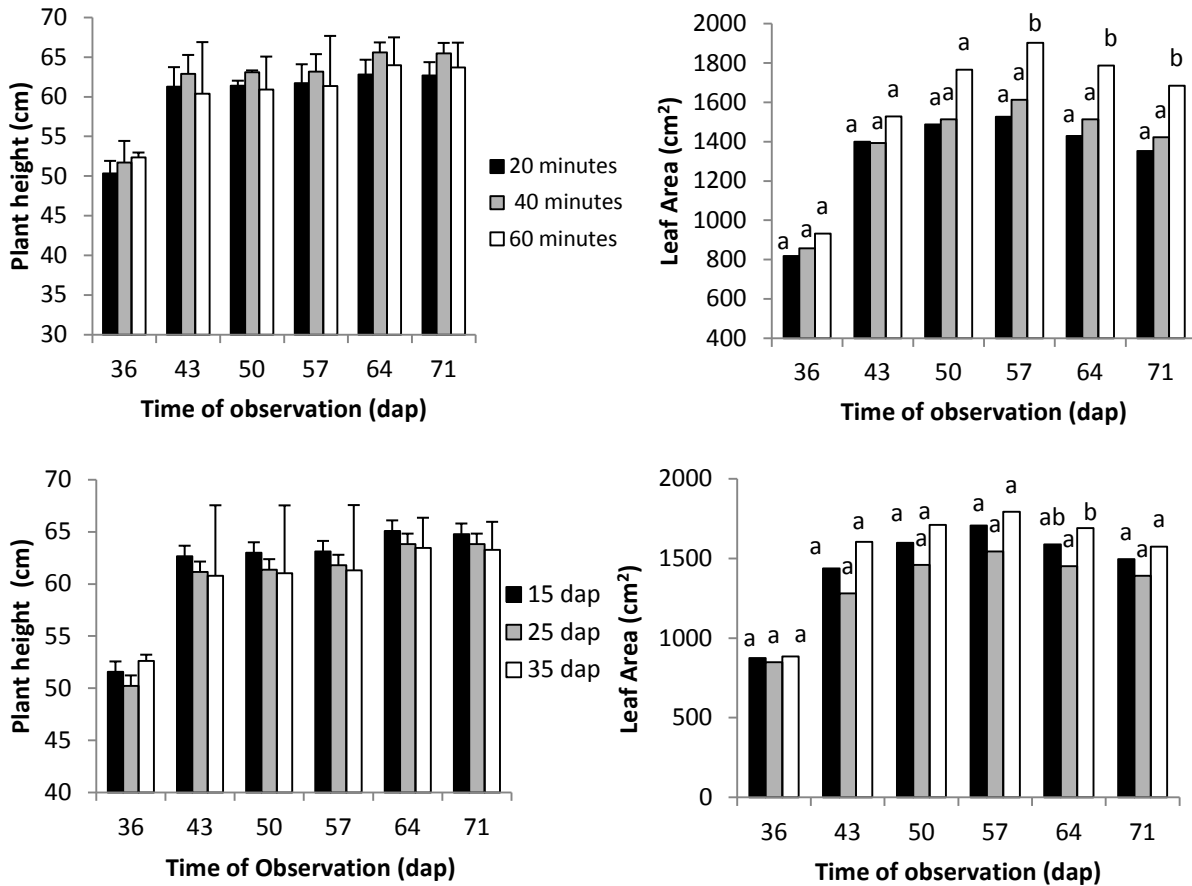 70
65
60
55
50
45
40
35
30
Plant height (cm)
36 43 50 57 64 71
Time of observation (dap)
20 minutes
40 minutes
60 minutes
2000
1800
1600
1400
1200
1000
800
600
400
Leaf Area (cm²)
a a a
a a a
a a a
a a b
a a b
a a b
36 43 50 57 64 71
Time of observation (dap)
70
65
60
55
50
45
40
Plant height (cm)
36 43 50 57 64 71
Time of Observation (dap)
15 dap
25 dap
35 dap
2000
1500
1000
500
0
Leaf Area (cm²)
a a a
a a a
a a a
a a a
ab a b
a a a
36 43 50 57 64 71
Time of observation (dap)